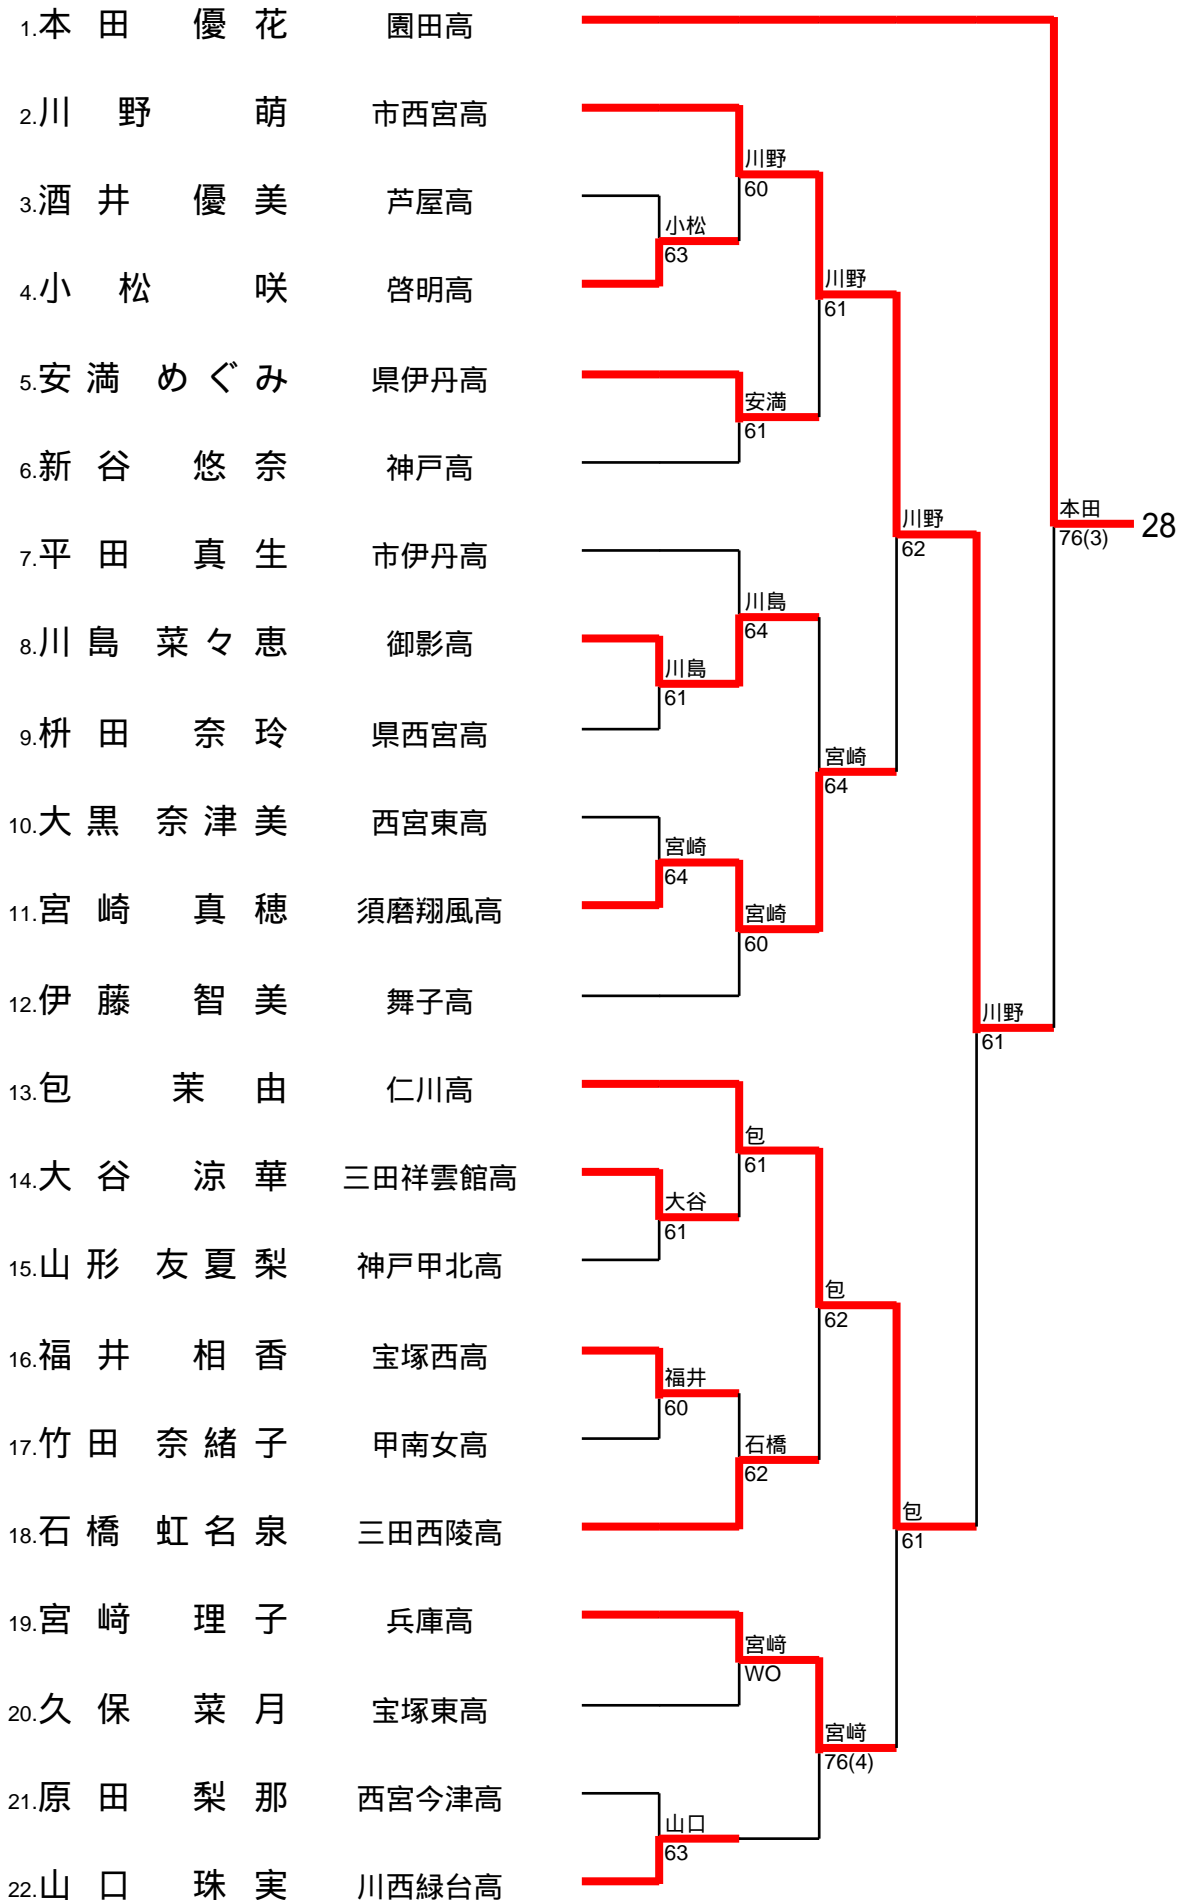 1.本田 優花 園田高
2.川野 萌 市西宮高
川野
60
3.酒井 優美 芦屋高
小松
63
4.小松 咲 啓明高
川野
61
5.安満 めぐみ 県伊丹高
安満
61
6.新谷 悠奈 神戸高
本田
76(3)
28
川野
62
7.平田 真生 市伊丹高
川島
64
8.川島 菜々恵 御影高
川島
61
9.枡田 奈玲 県西宮高
宮崎
64
10.大黒 奈津美 西宮東高
宮崎
64
11.宮崎 真穂 須磨翔風高
宮崎
60
12.伊藤 智美 舞子高
川野
61
13.包 茉由 仁川高
包
61
14.大谷 涼華 三田祥雲館高
大谷
61
15.山形 友夏梨 神戸甲北高
包
62
16.福井 相香 宝塚西高
福井
60
17.竹田 奈緒子 甲南女高
石橋
62
18.石橋 虹名泉 三田西陵高
包
61
19.宮﨑 理子 兵庫高
宮﨑
WO
20.久保 菜月 宝塚東高
宮﨑
76(4)
21.原田 梨那 西宮今津高
山口
63
22.山口 珠実 川西緑台高